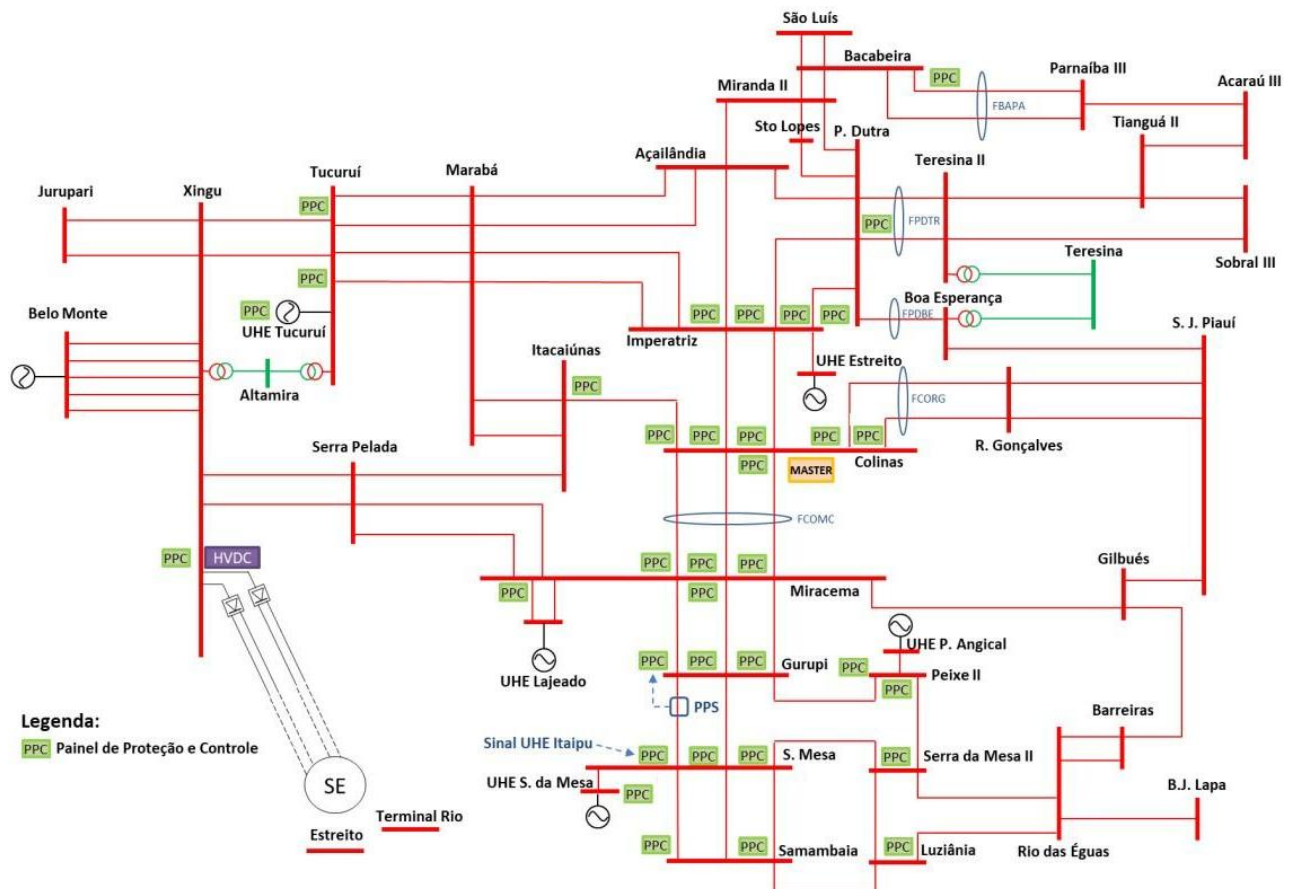 São Luís
Bacabeira
PPC
Parnaíba III
Acaraú III
Miranda II
FBAPA
Sto Lopes
P. Dutra
Tianguá II
Açailândia
Teresina II
Jurupari
Xingu
Tucuruí
Marabá
PPC
PPC
FPDTR
Teresina
Sobral III
PPC
Belo Monte
PPC
UHE Tucuruí
Boa Esperança
PPC PPC PPC PPC
FPDBE
S. J. Piauí
Imperatriz
Itacaiúnas
UHE Estreito
Altamira
PPC
FCORG
Serra Pelada
PPC PPC PPC PPC PPC
R. Gonçalves
PPC
MASTER
Colinas
FCOMC
PPC
HVDC
PPC PPC PPC
Gilbués
PPC
PPC
Miracema
UHE P. Angical
UHE Lajeado
PPC PPC PPC
Gurupi
PPC
Peixe II
PPC
Legenda:
PPC Painel de Proteção e Controle
PPS
Barreiras
Sinal UHE Itaipu
PPC PPC PPC
S. Mesa
PPC
Serra da Mesa II
UHE S. da Mesa
PPC
B.J. Lapa
SE
Terminal Rio
Estreito
PPC PPC
Samambaia
PPC
Luziânia
Rio das Éguas